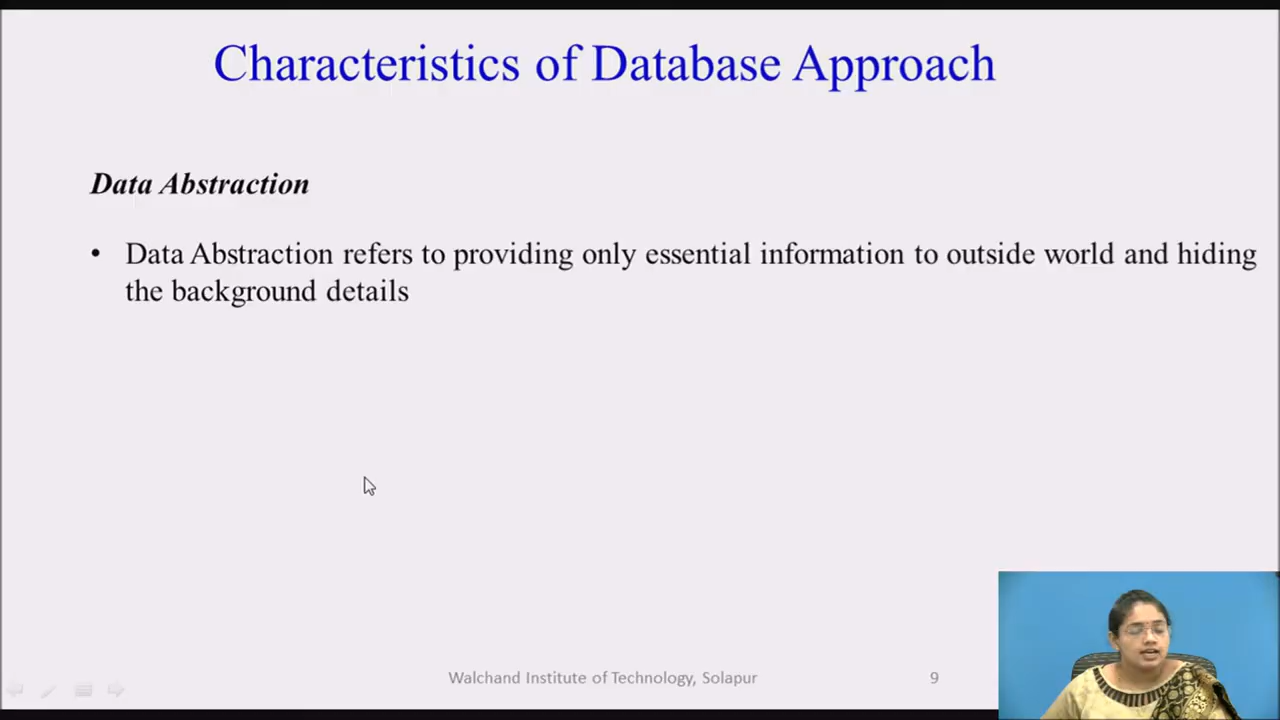 Characteristics of Database Approach
Data Abstraction
• Data Abstraction refers to providing only essential information to outside world and hiding
the background details
Walchand Institute of Technology, Solapur
9